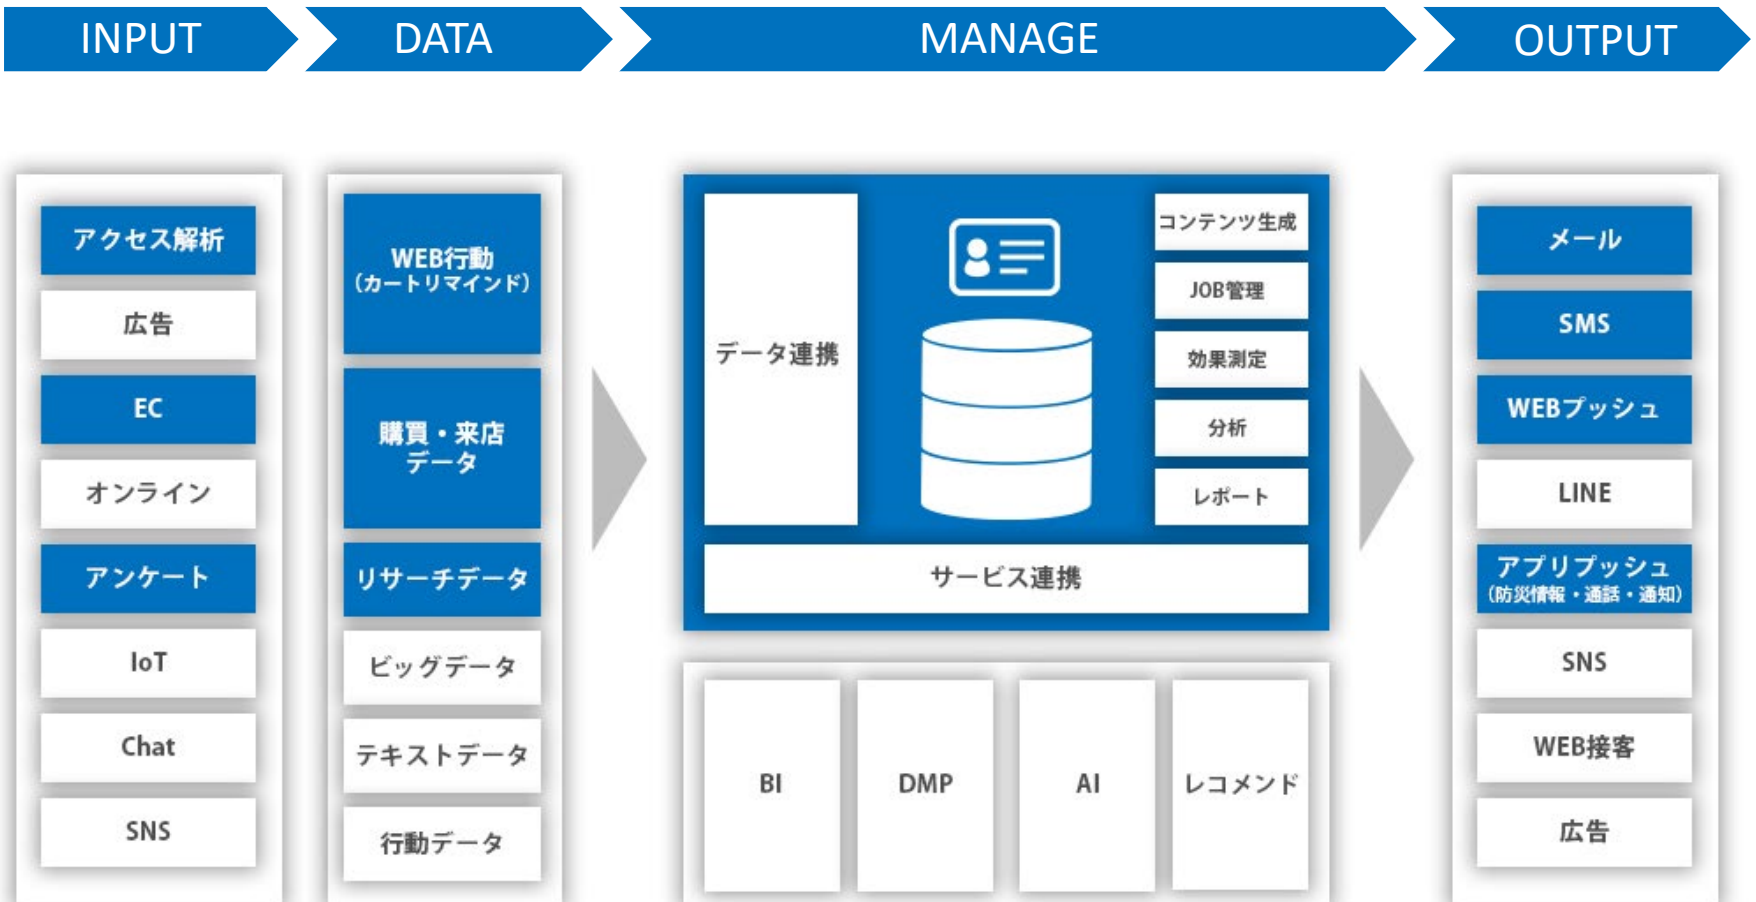 INPUT
DATA
MANAGE
OUTPUT
アクセス解析
広告
EC
オンライン
アンケート
IoT
Chat
SNS
WEB行動
（カートリマインド）
購買・来店
データ
リサーチデータ
ビッグデータ
テキストデータ
行動データ
データ連携
コンテンツ生成
JOB管理
効果測定
分析
レポート
サービス連携
BI
DMP
AI
レコメンド
メール
SMS
WEBプッシュ
LINE
アプリプッシュ
（防災情報・通話・通知）
SNS
WEB接客
広告